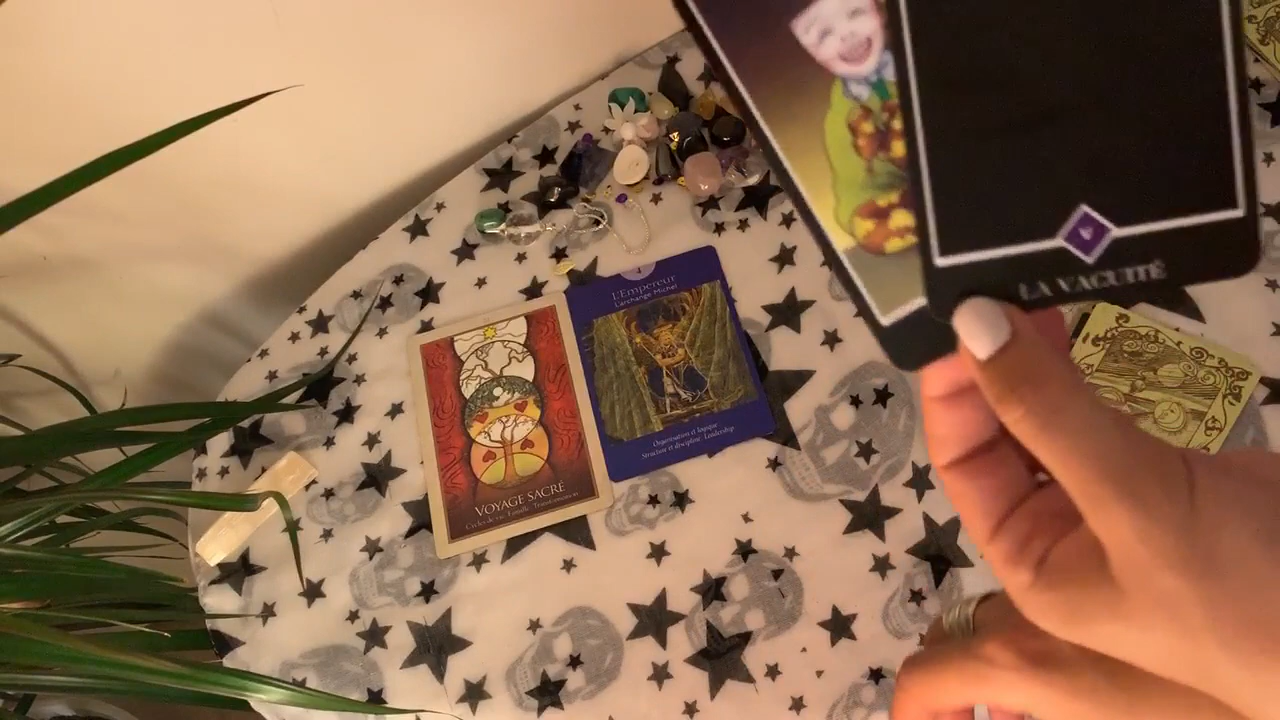 LA VACUITÉ
4
L'Empereur
L'archange Michel
Organisation et logique
Structure et discipline. Leadership
VOYAGE SACRÉ
Cycles de vie. Famille. Transformation